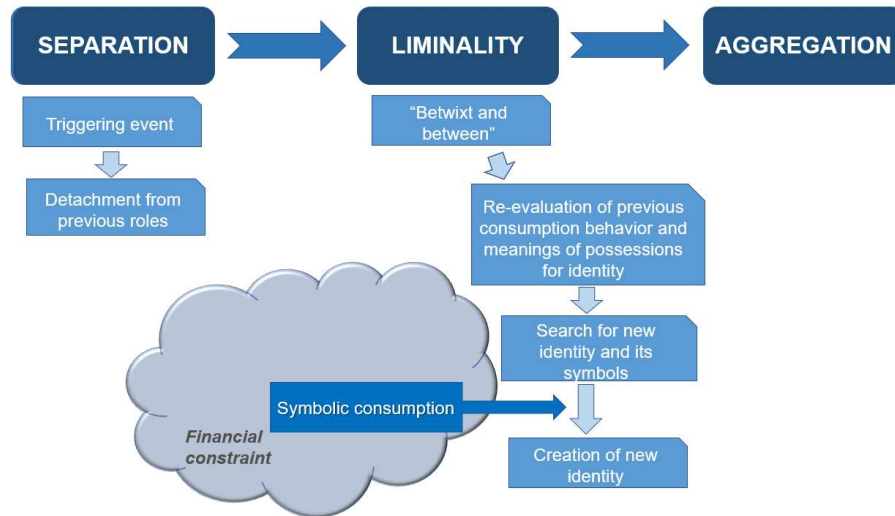 SEPARATION
LIMINALITY
AGGREGATION
Triggering event
Detachment from
previous roles
“Betwixt and
between”
Re-evaluation of previous
consumption behavior and
meanings of possessions
for identity
Search for new
identity and its
symbols
Symbolic consumption
Financial
constraint
Creation of new
identity